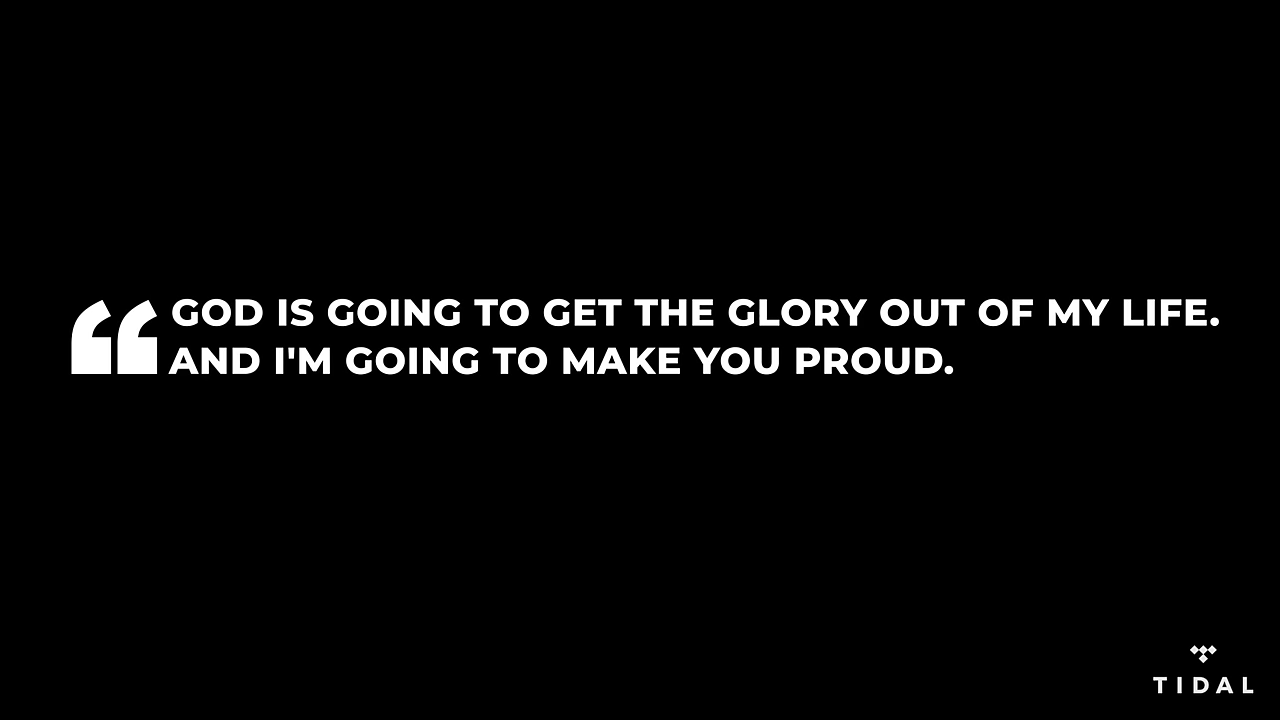 “GOD IS GOING TO GET THE GLORY OUT OF MY LIFE.
AND I'M GOING TO MAKE YOU PROUD.
TIDAL